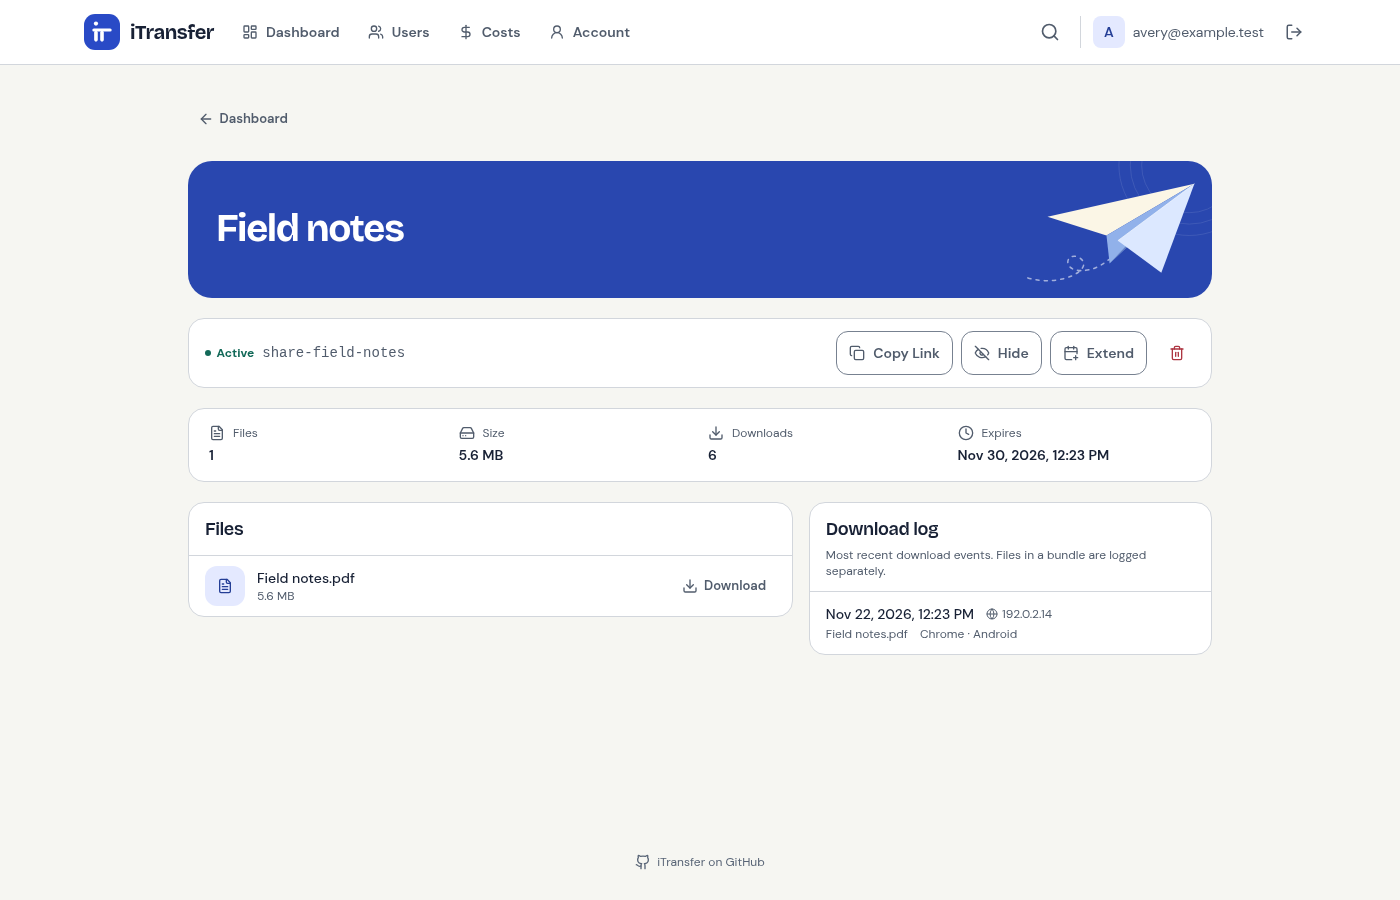 iTransfer
Dashboard
Users
Costs
Account
A
avery@example.test
Dashboard
Field notes
Active share-field-notes
Copy Link
Hide
Extend
Files
1
Size
5.6 MB
Downloads
6
Expires
Nov 30, 2026, 12:23 PM
Files
Field notes.pdf
5.6 MB
Download
Download log
Most recent download events. Files in a bundle are logged
separately.
Nov 22, 2026, 12:23 PM 192.0.2.14
Field notes.pdf Chrome · Android
iTransfer on GitHub